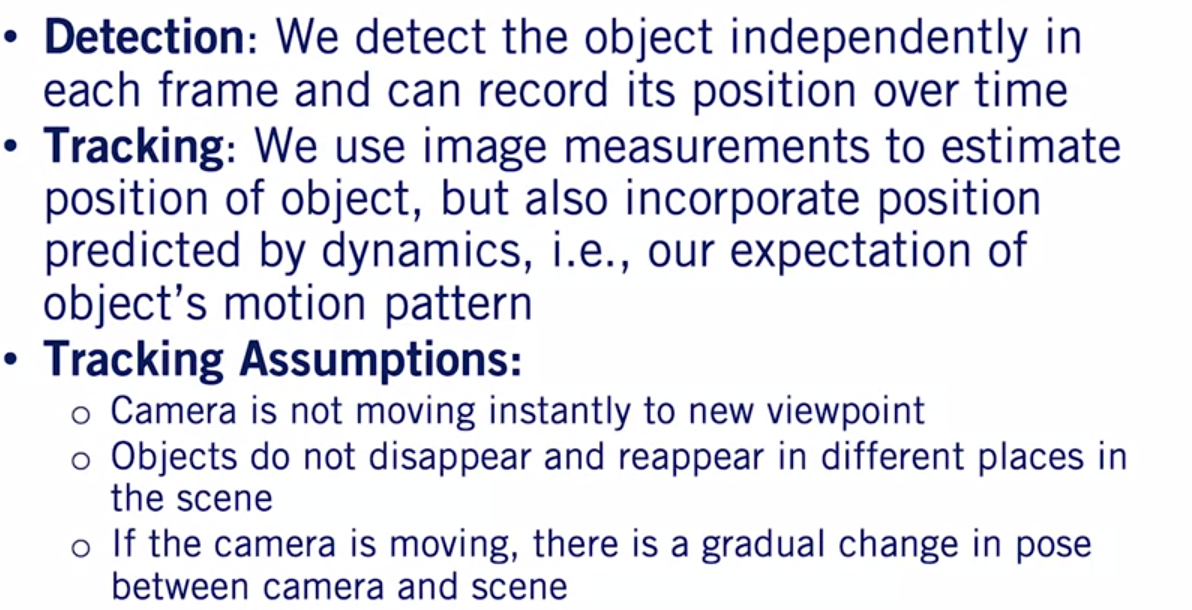 • Detection: We detect the object independently in
each frame and can record its position over time
• Tracking: We use image measurements to estimate
position of object, but also incorporate position
predicted by dynamics, i.e., our expectation of
object’s motion pattern
• Tracking Assumptions:
o Camera is not moving instantly to new viewpoint
o Objects do not disappear and reappear in different places in
the scene
o If the camera is moving, there is a gradual change in pose
between camera and scene